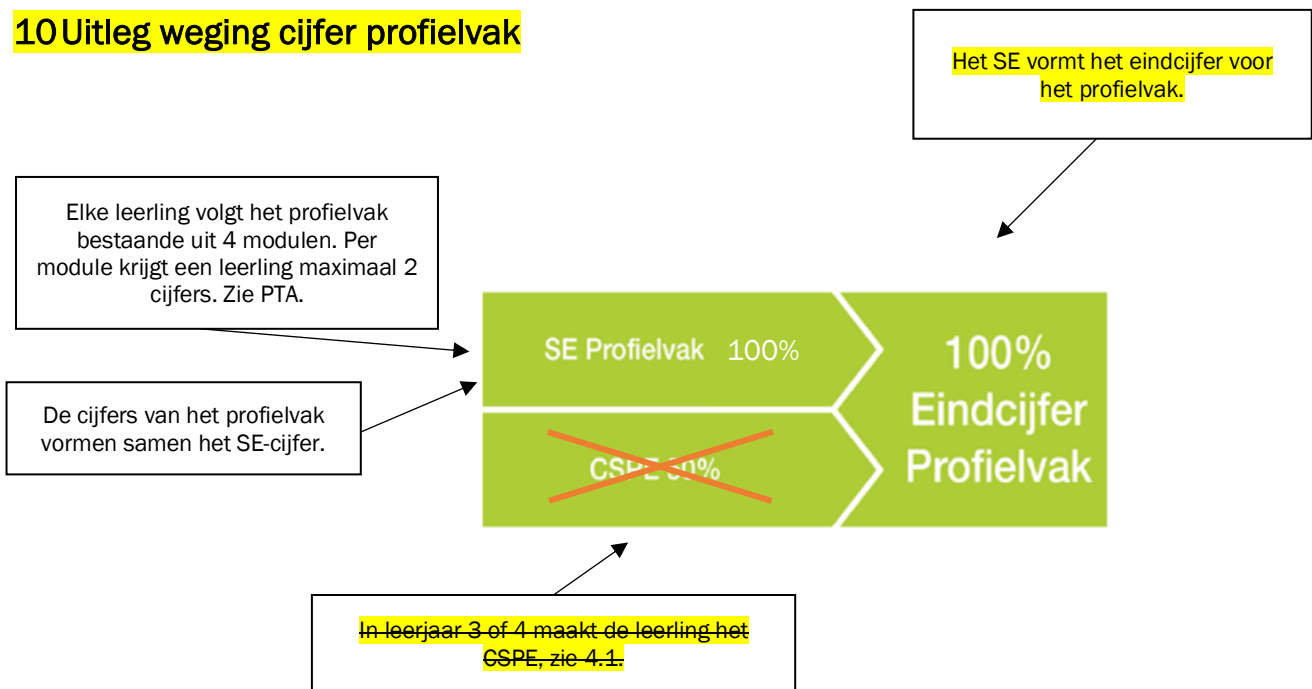 10 Uitleg weging cijfer profielvak
Het SE vormt het eindcijfer voor
het profielvak.
Elke leerling volgt het profielvak
bestaande uit 4 modulen. Per
module krijgt een leerling maximaal 2
cijfers. Zie PTA.
De cijfers van het profielvak
vormen samen het SE-cijfer.
SE Profielvak 100%
CSPE
100%
Eindcijfer
Profielvak
In leerjaar 3 of 4 maakt de leerling het
CSPE, zie 4.1.